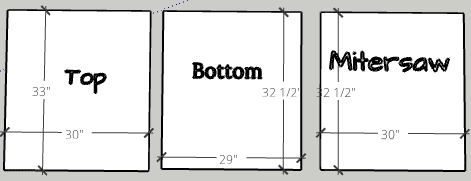 Top
33"
30"
Bottom
32 1/2"
29"
Mitersaw
32 1/2"
30"